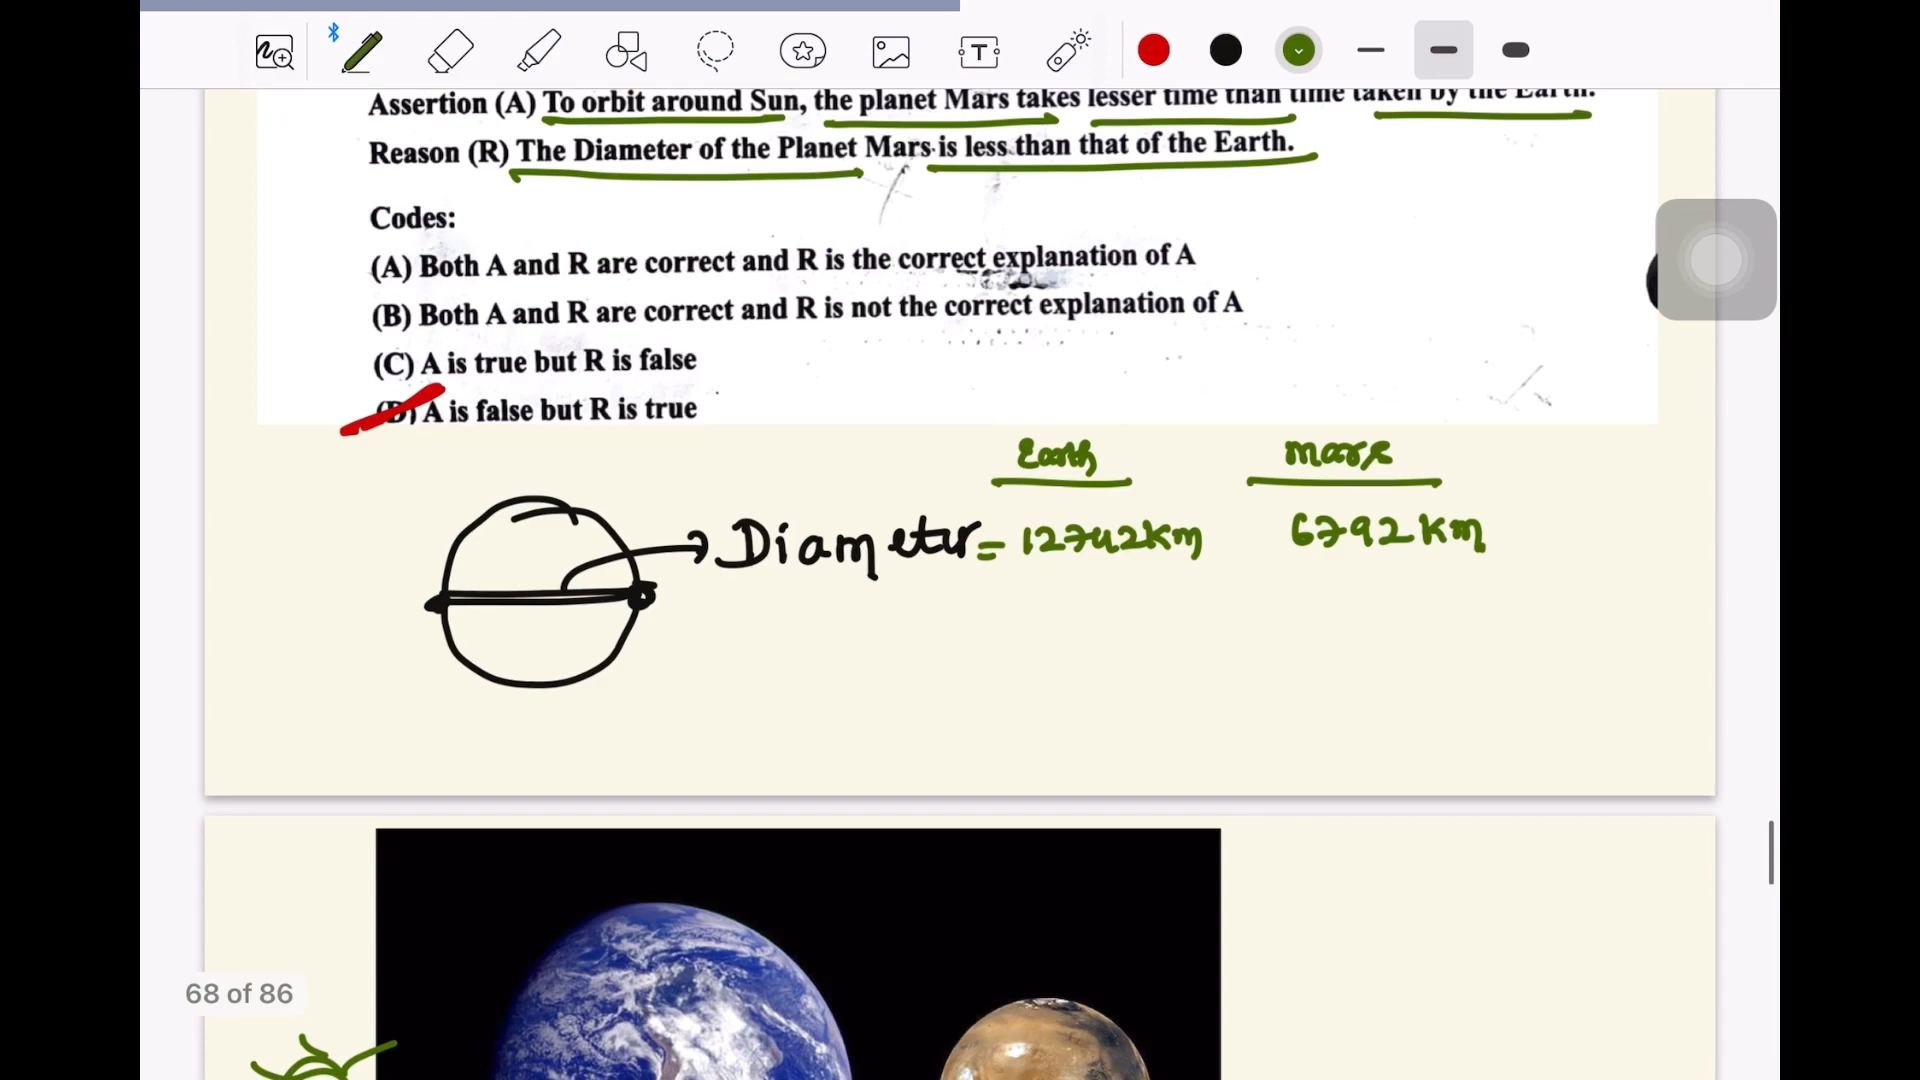 T
Assertion (A) To orbit around Sun, the planet Mars takes lesser time than time taken by the Earth.
Reason (R) The Diameter of the Planet Mars is less than that of the Earth.
Codes:
(A) Both A and R are correct and R is the correct explanation of A
(B) Both A and R are correct and R is not the correct explanation of A
(C) A is true but R is false
(D) A is false but R is true
Earth Mars
Diameter = 12742km 6792 km
68 of 86